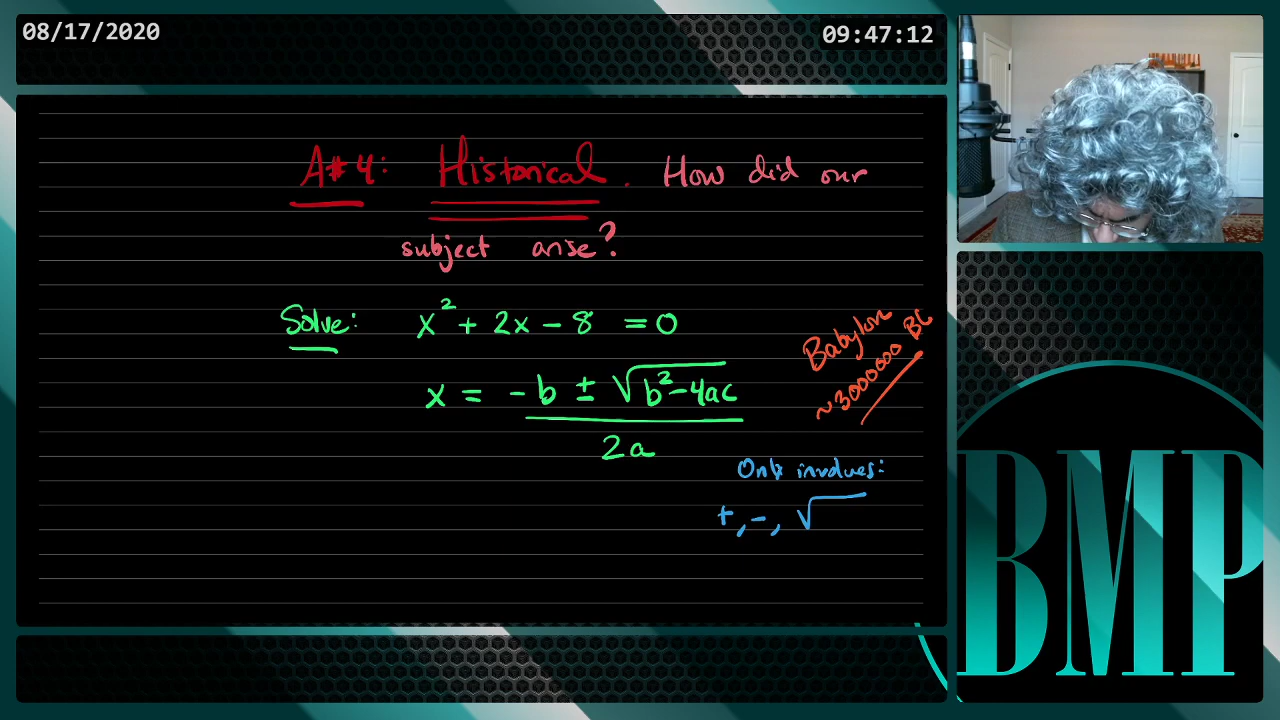 08/17/2020
09:47:12
A#4: Historical. How did our
subject arise?
Solve: x² + 2x - 8 = 0
x = -b ± √b²-4ac
2a
Babylon
~3000000 BC
Only involves:
+, -, √
BMP